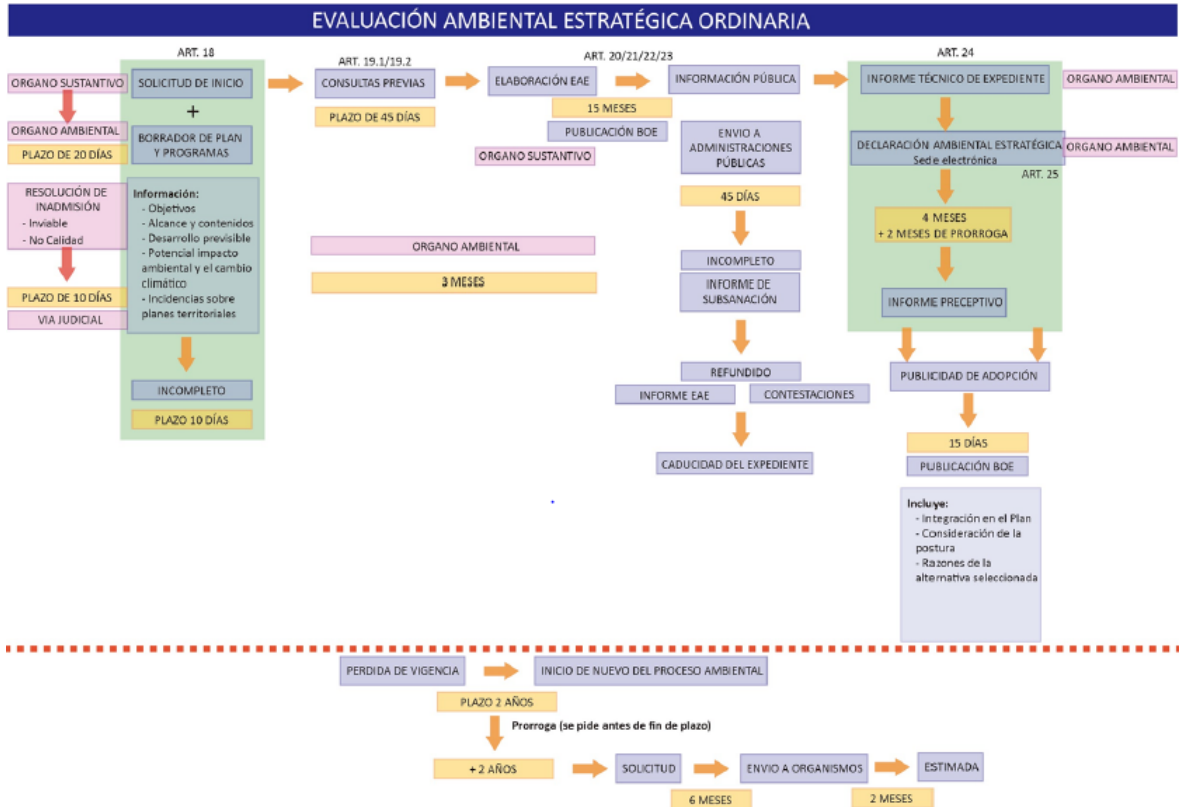 EVALUACIÓN AMBIENTAL ESTRATÉGICA ORDINARIA
ART. 18
ORGANO SUSTANTIVO
ORGANO AMBIENTAL
PLAZO DE 20 DÍAS
RESOLUCIÓN DE
INADMISIÓN
- Inviable
- No Calidad
PLAZO DE 10 DÍAS
VIA JUDICIAL
SOLICITUD DE INICIO
+
BORRADOR DE PLAN
Y PROGRAMAS
Información:
- Objetivos
- Alcance y contenidos
- Desarrollo previsible
- Potencial impacto
ambiental y el cambio
climático
- Incidencias sobre
planes territoriales
INCOMPLETO
PLAZO 10 DÍAS
ART. 19.1/19.2
CONSULTAS PREVIAS
PLAZO DE 45 DÍAS
ORGANO AMBIENTAL
3 MESES
ART. 20/21/22/23
ELABORACIÓN EAE
15 MESES
PUBLICACIÓN BOE
ORGANO SUSTANTIVO
INFORMACIÓN PÚBLICA
ENVIO A
ADMINISTRACIONES
PÚBLICAS
45 DÍAS
INCOMPLETO
INFORME DE
SUBSANACIÓN
REFUNDIDO
INFORME EAE
CONTESTACIONES
CADUCIDAD DEL EXPEDIENTE
ART. 24
INFORME TÉCNICO DE EXPEDIENTE
ORGANO AMBIENTAL
DECLARACIÓN AMBIENTAL ESTRATÉGICA
Sede electrónica
ORGANO AMBIENTAL
ART. 25
4 MESES
+ 2 MESES DE PRORROGA
INFORME PRECEPTIVO
PUBLICIDAD DE ADOPCIÓN
15 DÍAS
PUBLICACIÓN BOE
Incluye:
- Integración en el Plan
- Consideración de la
postura
- Razones de la
alternativa seleccionada
PERDIDA DE VIGENCIA
INICIO DE NUEVO DEL PROCESO AMBIENTAL
PLAZO 2 AÑOS
Prorroga (se pide antes de fin de plazo)
+ 2 AÑOS
SOLICITUD
ENVIO A ORGANISMOS
ESTIMADA
6 MESES
2 MESES